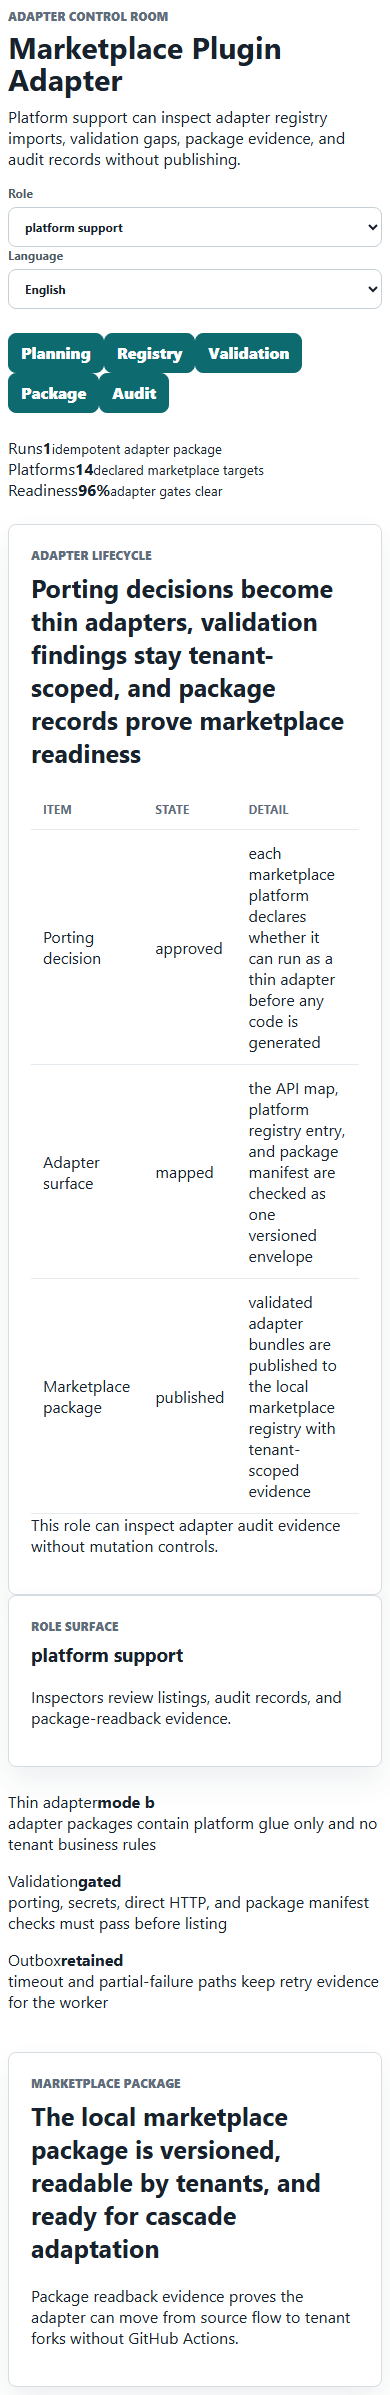 ADAPTER CONTROL ROOM
Marketplace Plugin
Adapter
Platform support can inspect adapter registry
imports, validation gaps, package evidence, and
audit records without publishing.
Role
platform support
Language
English
Planning Registry Validation
Package Audit
Runs1idempotent adapter package
Platforms14declared marketplace targets
Readiness96%adapter gates clear
ADAPTER LIFECYCLE
Porting decisions become
thin adapters, validation
findings stay tenant-
scoped, and package
records prove marketplace
readiness
ITEM STATE DETAIL
Porting
decision
approved
each
marketplace
platform
declares
whether it
can run as a
thin adapter
before any
code is
generated
Adapter
surface
mapped
the API map,
platform
registry entry,
and package
manifest are
checked as
one
versioned
envelope
Marketplace
package
published
validated
adapter
bundles are
published to
the local
marketplace
registry with
tenant-
scoped
evidence
This role can inspect adapter audit evidence
without mutation controls.
ROLE SURFACE
platform support
Inspectors review listings, audit records, and
package-readback evidence.
Thin adaptermode b
adapter packages contain platform glue only and no
tenant business rules
Validationgated
porting, secrets, direct HTTP, and package manifest
checks must pass before listing
Outboxretained
timeout and partial-failure paths keep retry evidence
for the worker
MARKETPLACE PACKAGE
The local marketplace
package is versioned,
readable by tenants, and
ready for cascade
adaptation
Package readback evidence proves the
adapter can move from source flow to tenant
forks without GitHub Actions.